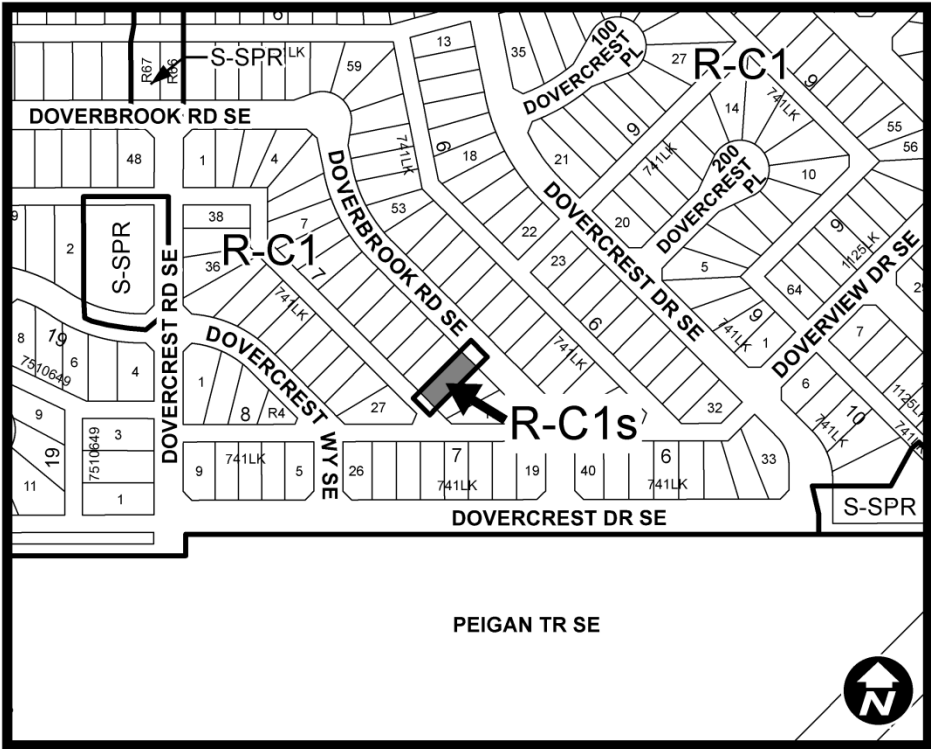 6
LK
S-SPR
R67
R66
59
13
35
100
DOVERCREST
PL
27
R-C1
9
741LK
14
55
56
DOVERBROOK RD SE
48
1
4
741LK
6
18
21
9
741LK
200
DOVERCREST
PL
10
9
1125LK
DOVERBROOK RD SE
53
22
20
DOVERCREST DR SE
5
64
DOVERVIEW DR SE
29
9
2
S-SPR
38
7
R-C1
36
7
741LK
DOVERCREST RD SE
23
6
741LK
9
741LK
1
7
8
19
6
7510649
4
DOVERCREST WY SE
1
8
R4
27
R-C1s
32
6
741LK
10
1125LK
741LK
9
19
11
3
7510649
1
9
741LK
5
26
7
741LK
19
40
6
741LK
33
S-SPR
DOVERCREST DR SE
PEIGAN TR SE
N